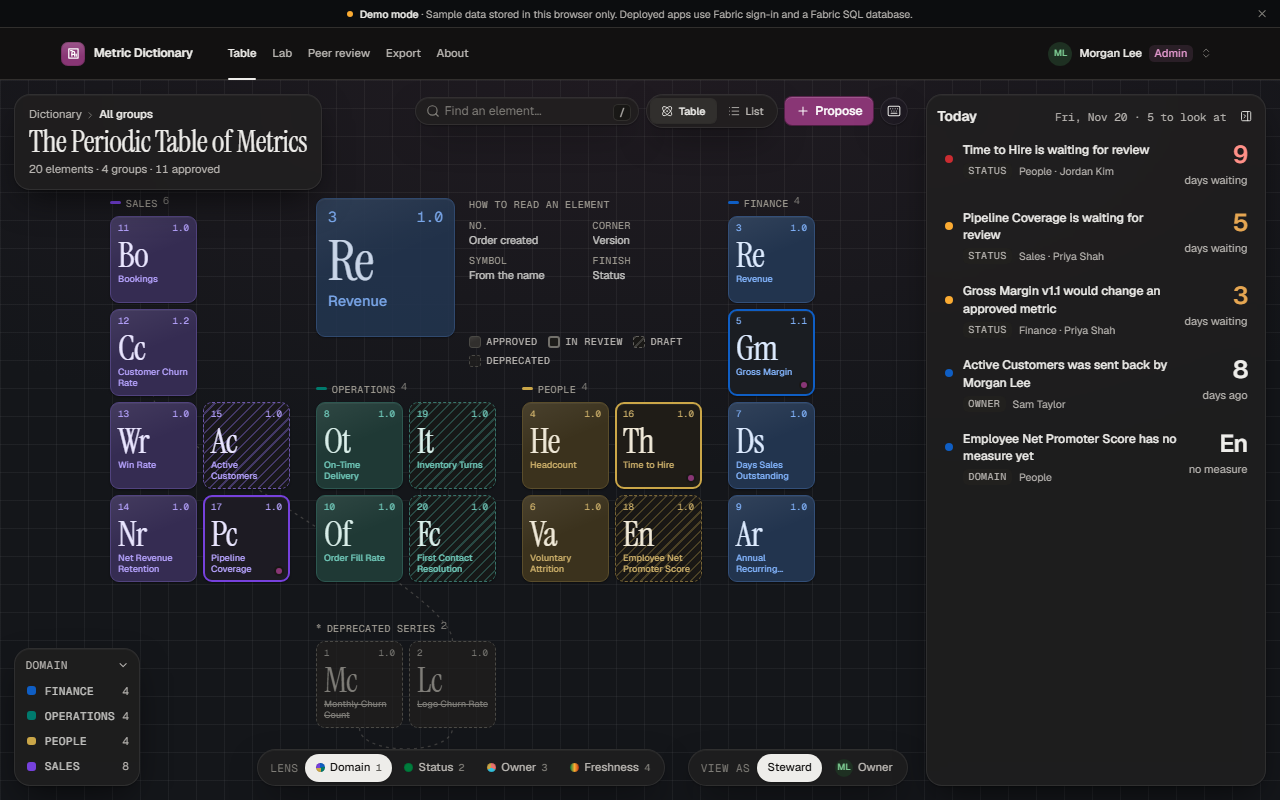 Demo mode · Sample data stored in this browser only. Deployed apps use Fabric sign-in and a Fabric SQL database.
Metric Dictionary
Table
Lab
Peer review
Export
About
ML
Morgan Lee
Admin
Dictionary › All groups
The Periodic Table of Metrics
20 elements · 4 groups · 11 approved
Find an element… /
Table
List
+ Propose
SALES 6
11 1.0
Bo
Bookings
12 1.2
Cc
Customer Churn
Rate
13 1.0
Wr
Win Rate
15 1.0
Ac
Active
Customers
14 1.0
Nr
Net Revenue
Retention
17 1.0
Pc
Pipeline
Coverage
3 1.0
Re
Revenue
HOW TO READ AN ELEMENT
NO.
Order created
CORNER
Version
SYMBOL
From the name
FINISH
Status
APPROVED
IN REVIEW
DRAFT
DEPRECATED
OPERATIONS 4
8 1.0
Ot
On-Time
Delivery
19 1.0
It
Inventory Turns
10 1.0
Of
Order Fill Rate
20 1.0
Fc
First Contact
Resolution
PEOPLE 4
4 1.0
He
Headcount
16 1.0
Th
Time to Hire
6 1.0
Va
Voluntary
Attrition
18 1.0
En
Employee Net
Promoter Score
FINANCE 4
3 1.0
Re
Revenue
5 1.1
Gm
Gross Margin
7 1.0
Ds
Days Sales
Outstanding
9 1.0
Ar
Annual
Recurring…
* DEPRECATED SERIES 2
1 1.0
Mc
Monthly Churn
Count
2 1.0
Lc
Logo Churn Rate
DOMAIN
FINANCE 4
OPERATIONS 4
PEOPLE 4
SALES 8
LENS
Domain 1
Status 2
Owner 3
Freshness 4
VIEW AS
Steward
ML Owner
Today
Fri, Nov 20 · 5 to look at
Time to Hire is waiting for review
STATUS People · Jordan Kim
9
days waiting
Pipeline Coverage is waiting for
review
STATUS Sales · Priya Shah
5
days waiting
Gross Margin v1.1 would change an
approved metric
STATUS Finance · Priya Shah
3
days waiting
Active Customers was sent back by
Morgan Lee
OWNER Sam Taylor
8
days ago
Employee Net Promoter Score has no
measure yet
DOMAIN People
En
no measure